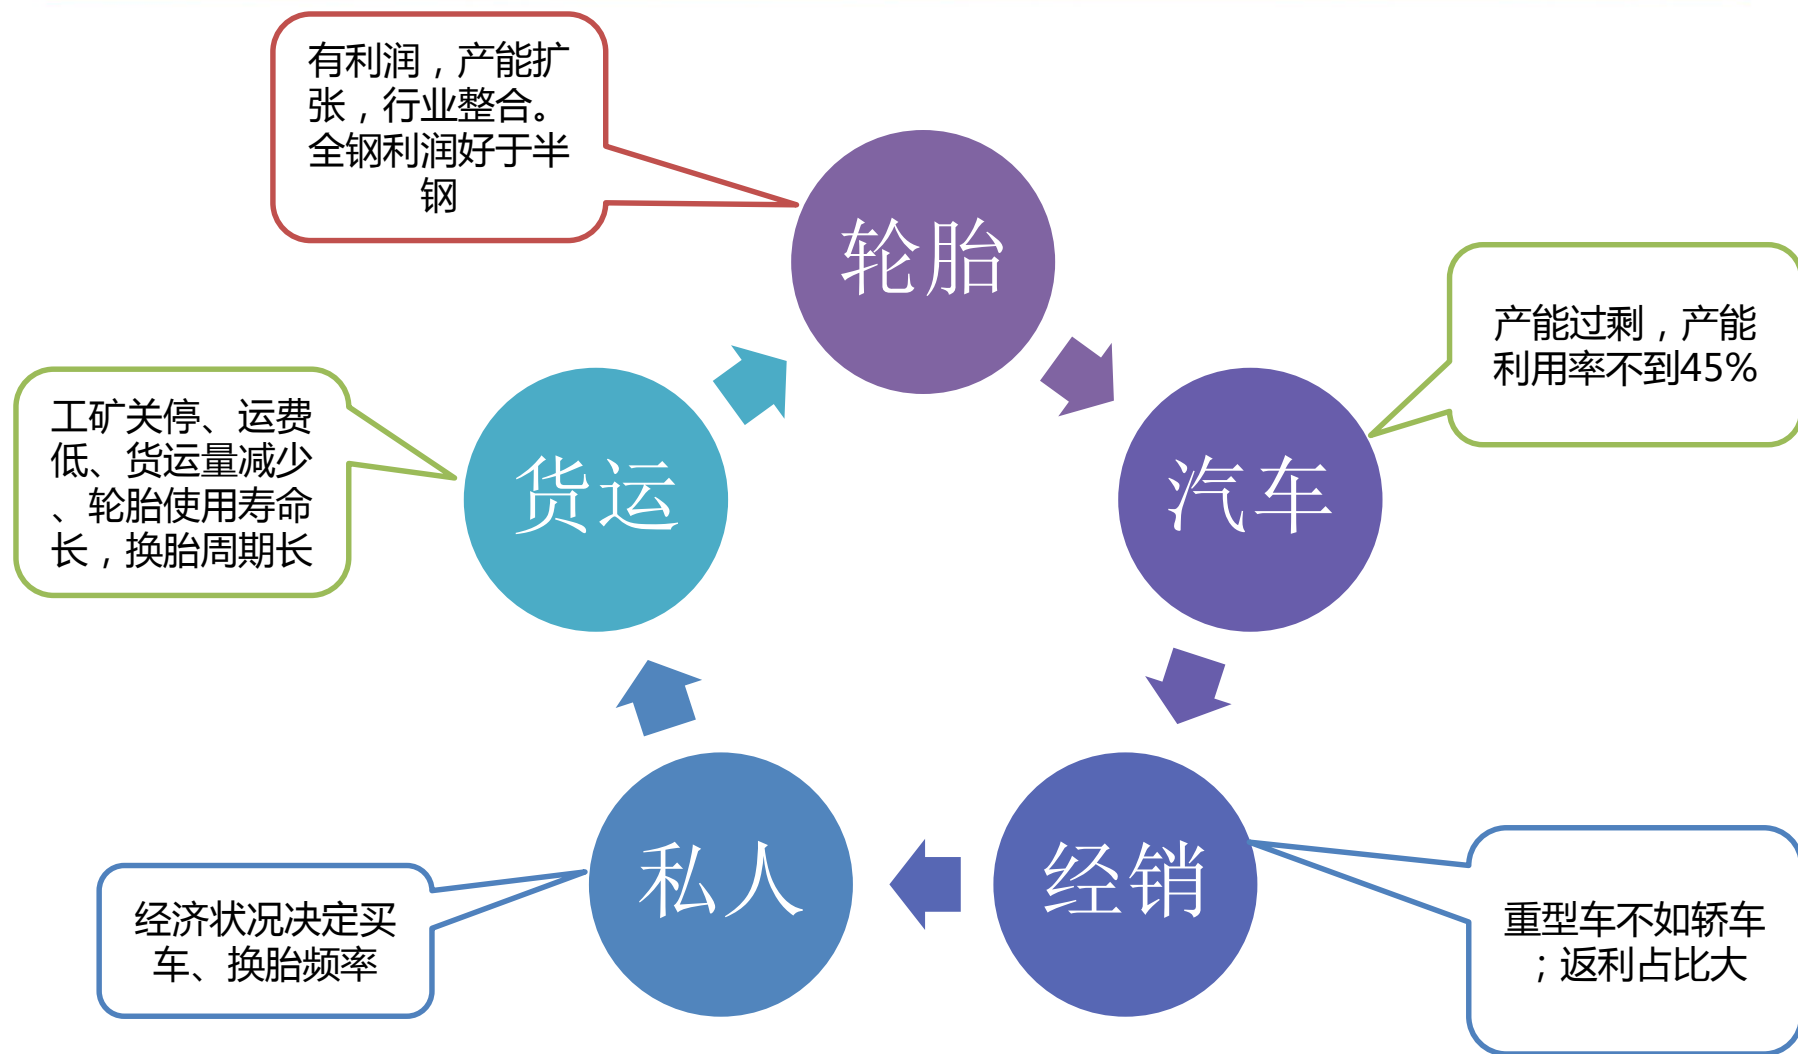 有利润，产能扩
张，行业整合。
全钢利润好于半
钢
轮胎
产能过剩，产能
利用率不到45%
工矿关停、运费
低、货运量减少
、轮胎使用寿命
长，换胎周期长
货运
汽车
私人
经销
经济状况决定买
车、换胎频率
重型车不如轿车
；返利占比大